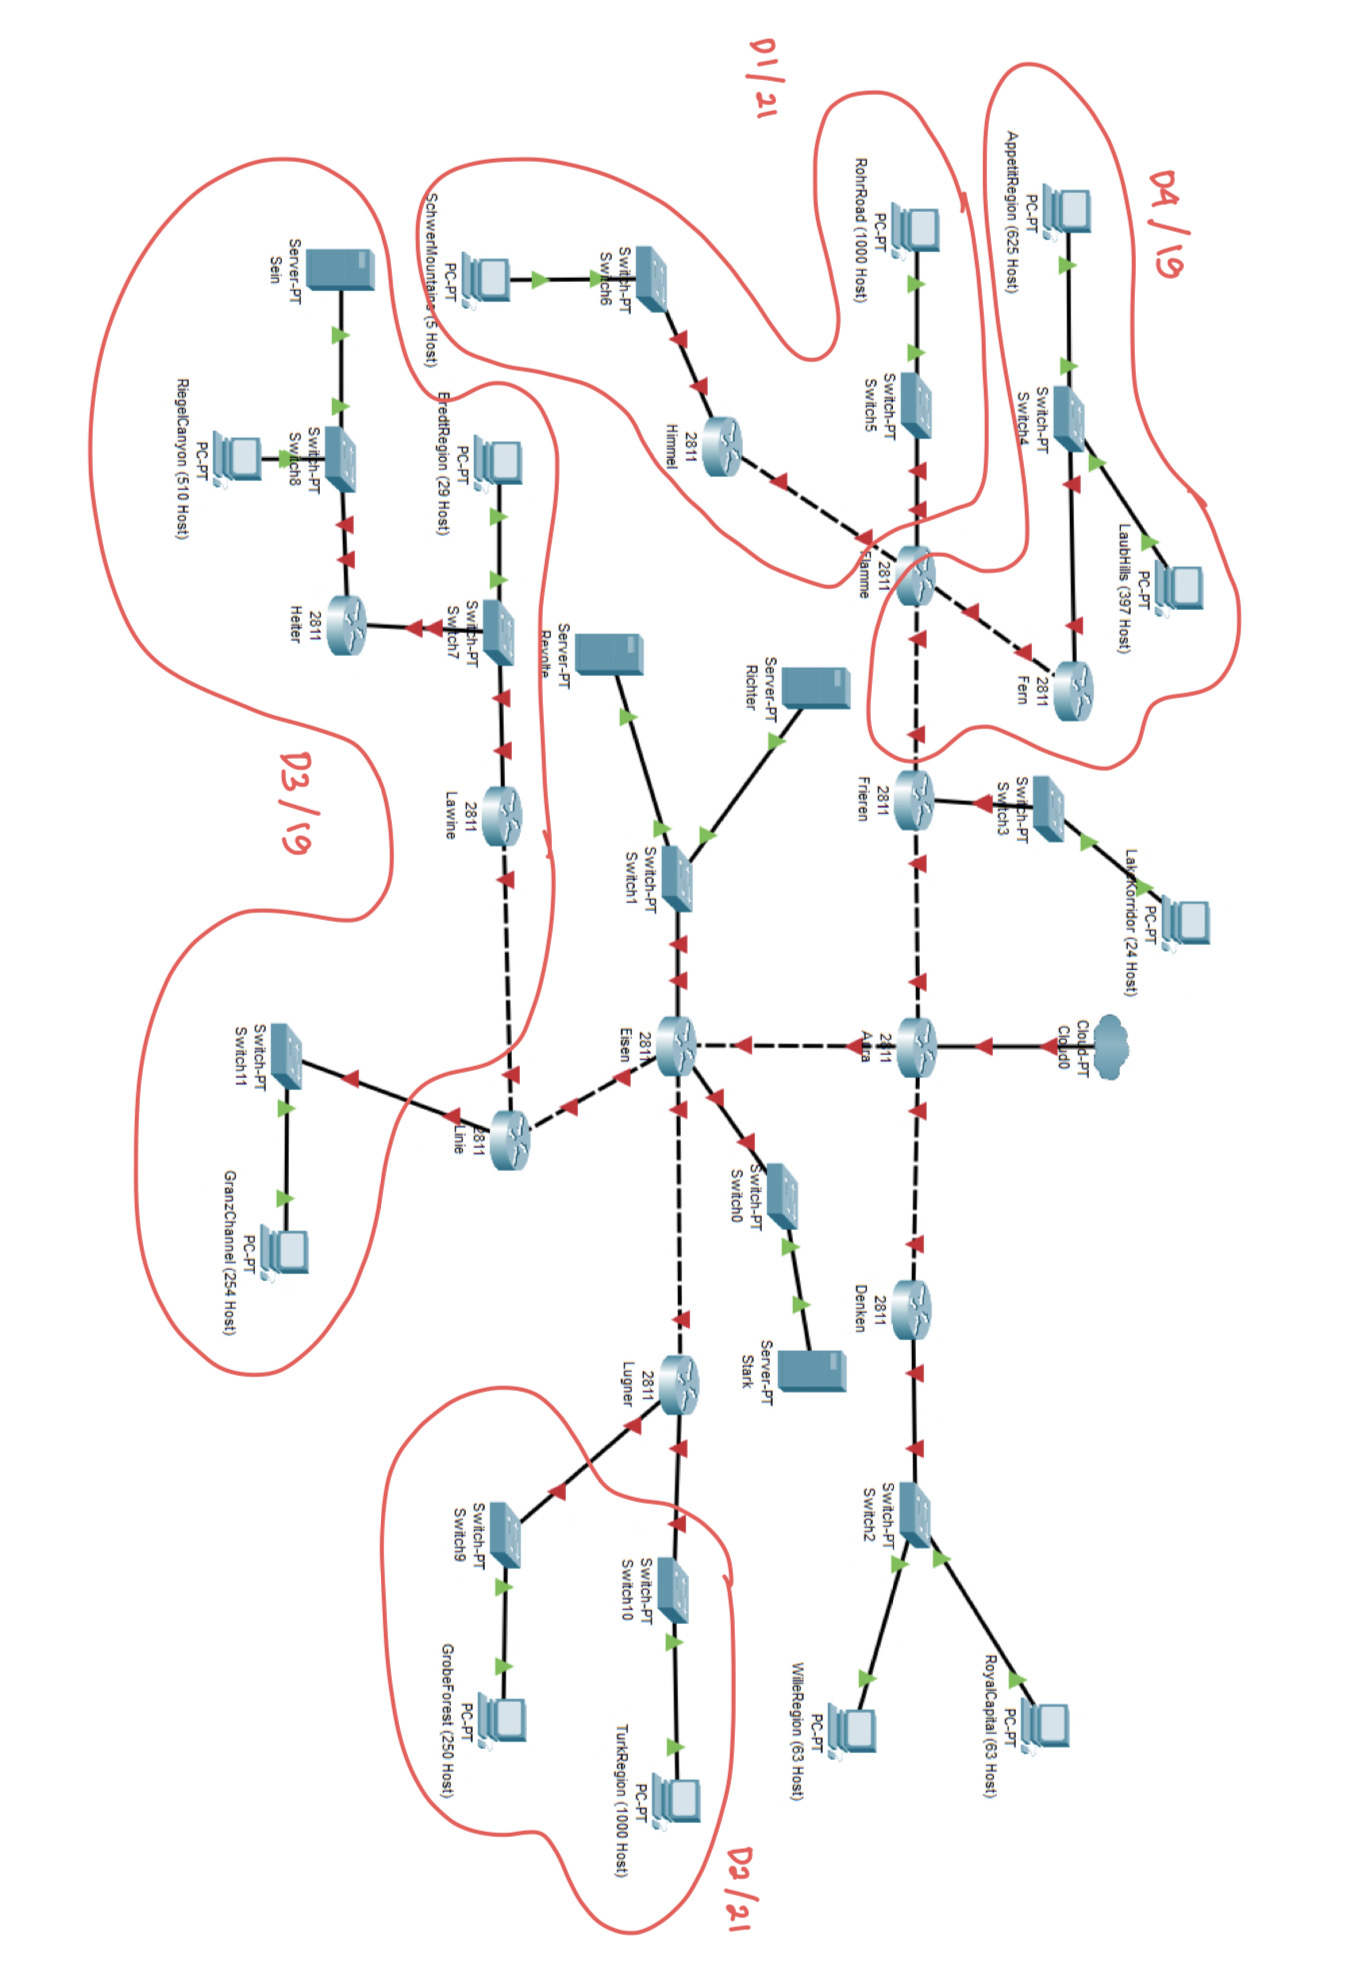 D4/19
PC-PT
LaubHills (397 Host)
PC-PT
AppetitRegion (625 Host)
Switch-PT
Switch4
2811
Fern
PC-PT
LakeKorridor (24 Host)
Switch-PT
Switch3
Cloud-PT
Cloud0
PC-PT
RoyalCapital (63 Host)
PC-PT
RohrRoad (1000 Host)
Switch-PT
Switch5
2811
Flamme
2811
Frieren
2811
Aura
2811
Denken
Switch-PT
Switch2
PC-PT
WilleRegion (63 Host)
D1/21
Server-PT
Richter
Switch-PT
Switch0
Server-PT
Stark
D2/21
2811
Himmel
Switch-PT
Switch6
Switch-PT
Switch1
2811
Eisen
2811
Lugner
Switch-PT
Switch10
PC-PT
TurkRegion (1000 Host)
Server-PT
Revolte
PC-PT
SchwerMountains (5 Host)
PC-PT
BredtRegion (29 Host)
Switch-PT
Switch7
2811
Lawine
2811
Linie
Switch-PT
Switch9
PC-PT
GrobeForest (250 Host)
Server-PT
Sein
Switch-PT
Switch8
2811
Heiter
D3/19
Switch-PT
Switch11
PC-PT
GranzChannel (254 Host)
PC-PT
RiegelCanyon (510 Host)